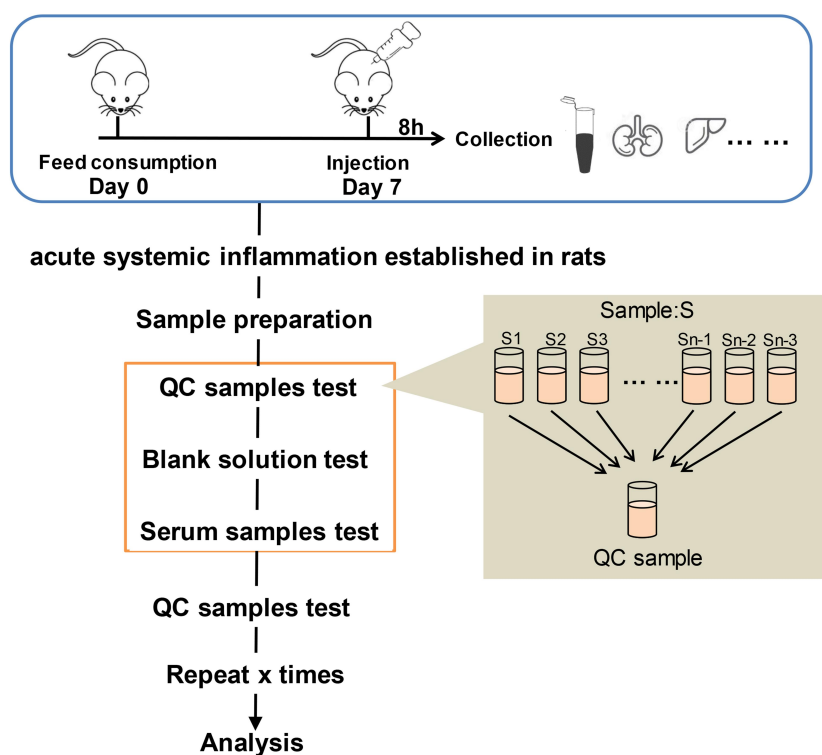 8h
Collection
... ...
Feed consumption
Day 0
Injection
Day 7
acute systemic inflammation established in rats
Sample preparation
QC samples test
Blank solution test
Serum samples test
QC samples test
Repeat x times
Analysis
Sample:S
S1 S2 S3 Sn-1 Sn-2 Sn-3
... ...
QC sample